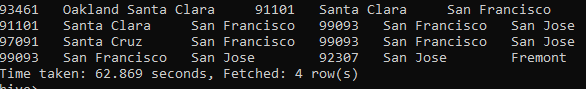 93461 Oakland Santa Clara 91101 Santa Clara San Francisco
91101 Santa Clara San Francisco 99093 San Francisco San Jose
97091 Santa Cruz San Francisco 99093 San Francisco San Jose
99093 San Francisco San Jose 92307 San Jose Fremont
Time taken: 62.869 seconds, Fetched: 4 row(s)